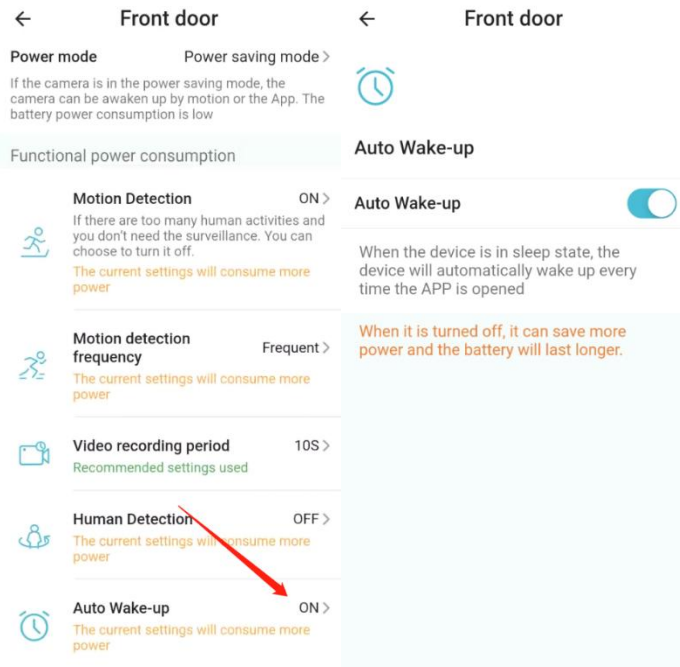 Front door
Power mode
Power saving mode
If the camera is in the power saving mode, the
camera can be awaken up by motion or the App. The
battery power consumption is low
Functional power consumption
Motion Detection
ON
If there are too many human activities and
you don't need the surveillance. You can
choose to turn it off.
The current settings will consume more
power
Motion detection
frequency
Frequent
The current settings will consume more
power
Video recording period
10S
Recommended settings used
Human Detection
OFF
The current settings will consume more
power
Auto Wake-up
ON
The current settings will consume more
power
Front door
Auto Wake-up
Auto Wake-up
When the device is in sleep state, the
device will automatically wake up every
time the APP is opened
When it is turned off, it can save more
power and the battery will last longer.